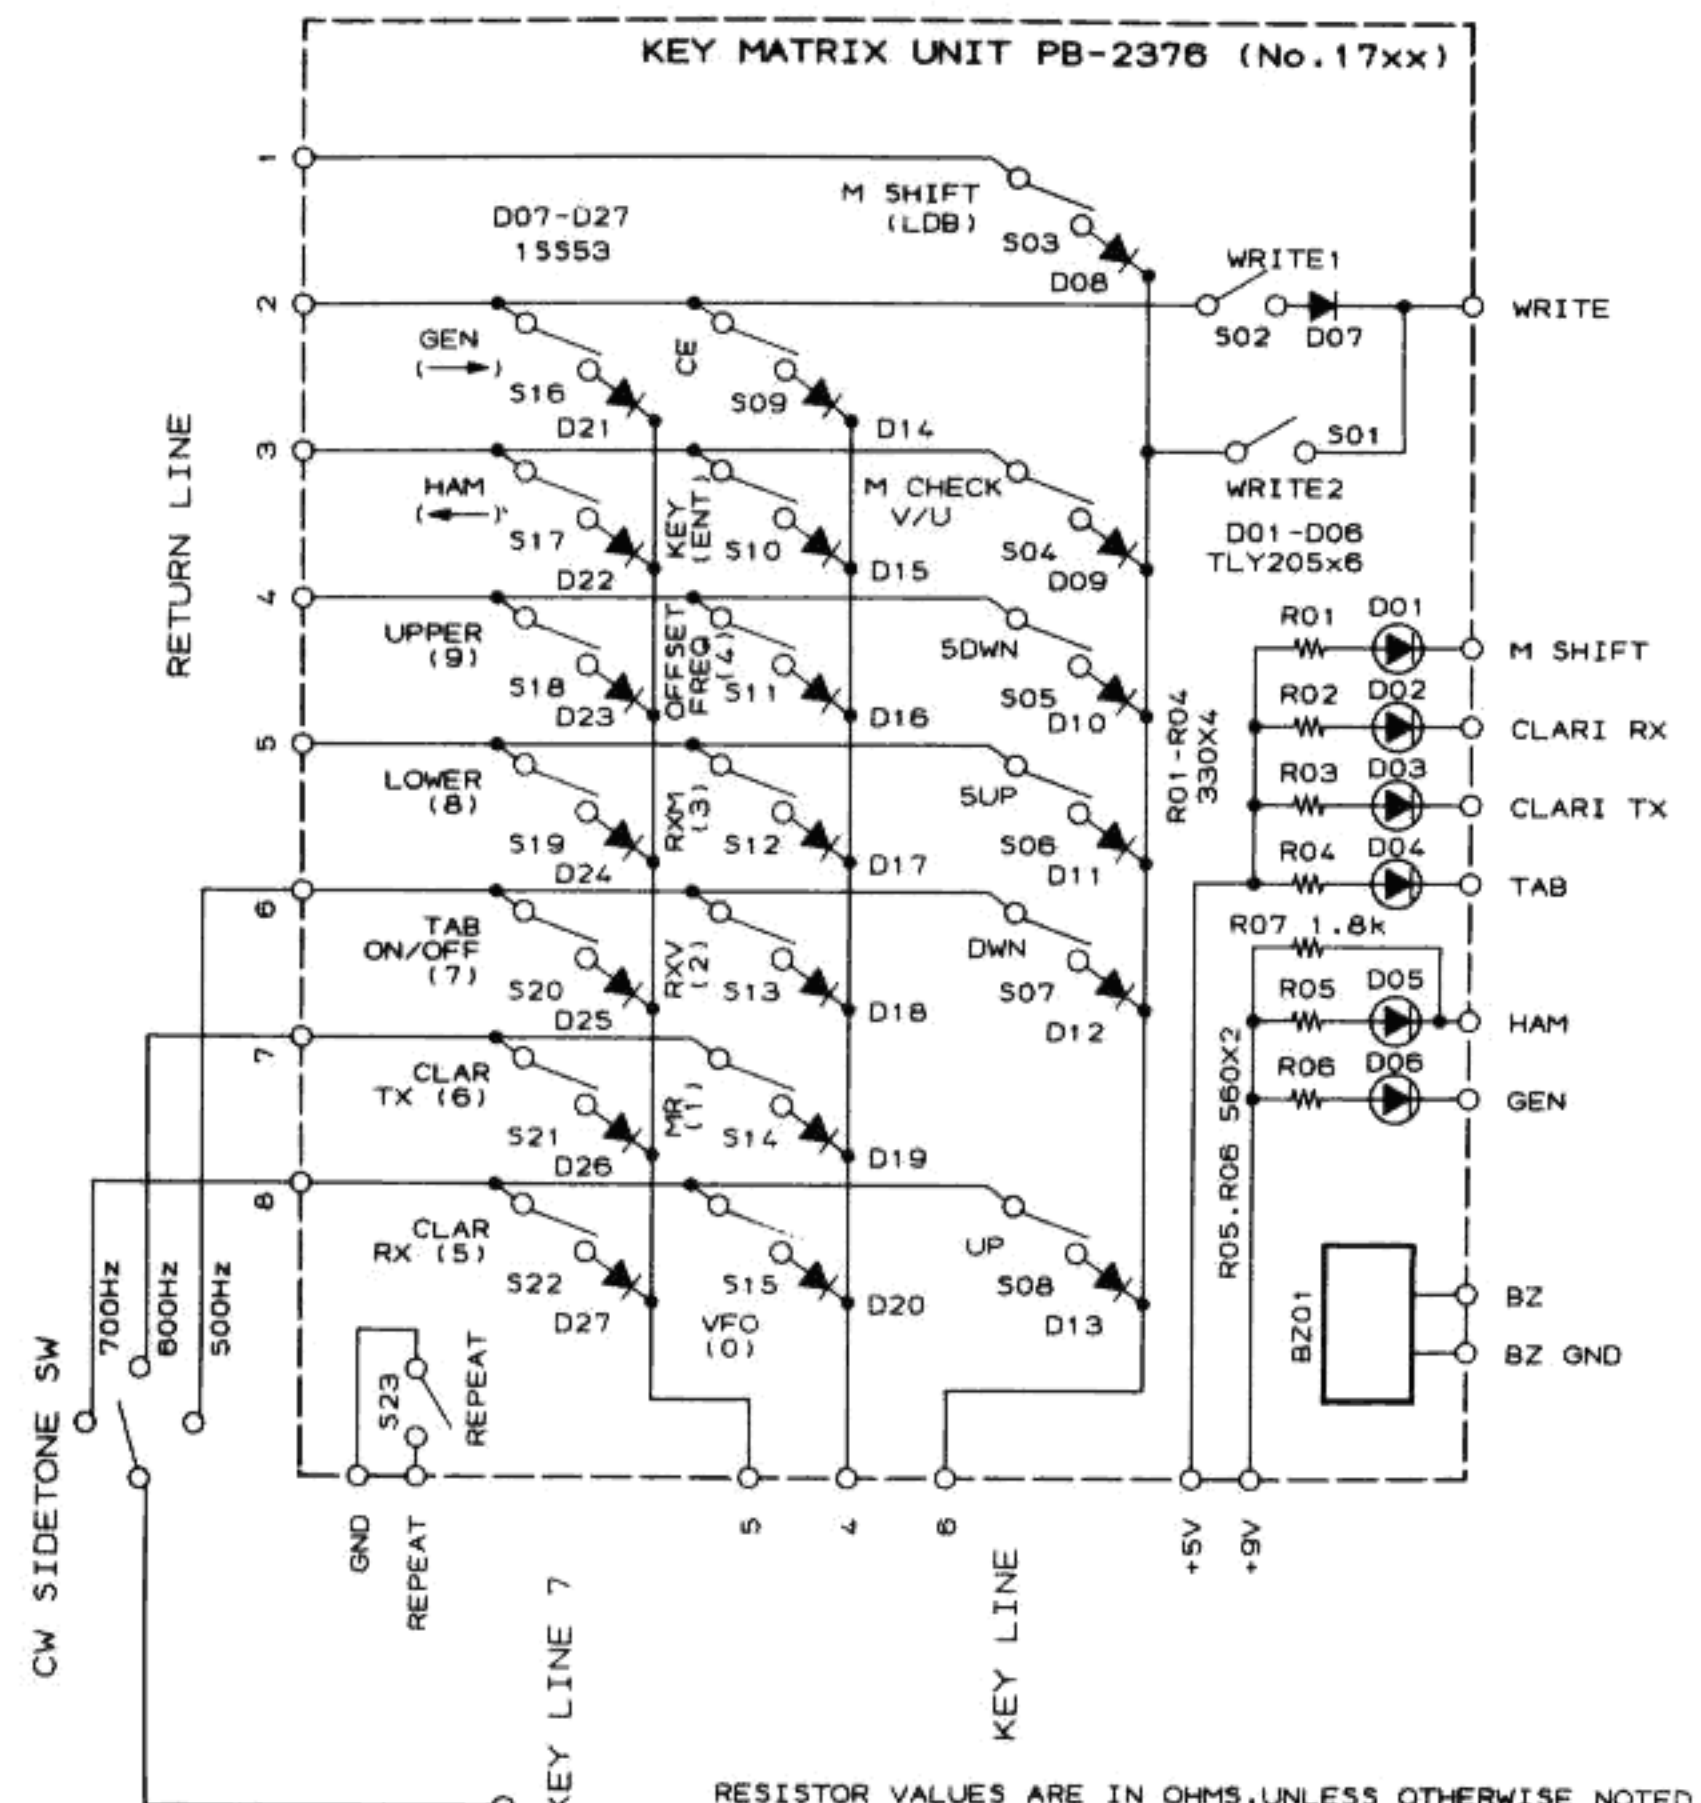 KEY MATRIX UNIT PB-2376 (No.17xx)
1
M SHIFT
(LDB)
S03
D08
D07-D27
1SS53
2
WRITE1
S02
D07
WRITE
GEN
(→)
S16
D21
CE
S09
D14
3
S01
WRITE2
HAM
(←)
S17
D22
KEY
(ENT)
S10
D15
M CHECK
V/U
S04
D09
D01-D06
TLY205x6
RETURN LINE
4
UPPER
(9)
S18
D23
OFFSET
FREQ
(4)
S11
D16
5DWN
S05
D10
R01
D01
M SHIFT
R02
D02
CLARI RX
R01-R04
330X4
5
LOWER
(8)
S19
D24
RXM
(3)
S12
D17
5UP
S06
D11
R03
D03
CLARI TX
R04
D04
TAB
6
TAB
ON/OFF
(7)
S20
D25
RXV
(2)
S13
D18
DWN
S07
D12
R07 1.8k
R05
D05
HAM
R06
D06
GEN
R05.R06 560X2
7
CLAR
TX (6)
S21
D26
MR
(1)
S14
D19
8
CLAR
RX (5)
S22
D27
S15
VFO
(0)
D20
UP
S08
D13
BZ01
BZ
BZ GND
700Hz
600Hz
500Hz
CW SIDETONE SW
S23
REPEAT
GND
REPEAT
5
4
6
+5V
+9V
KEY LINE 7
KEY LINE
RESISTOR VALUES ARE IN OHMS,UNLESS OTHERWISE NOTED